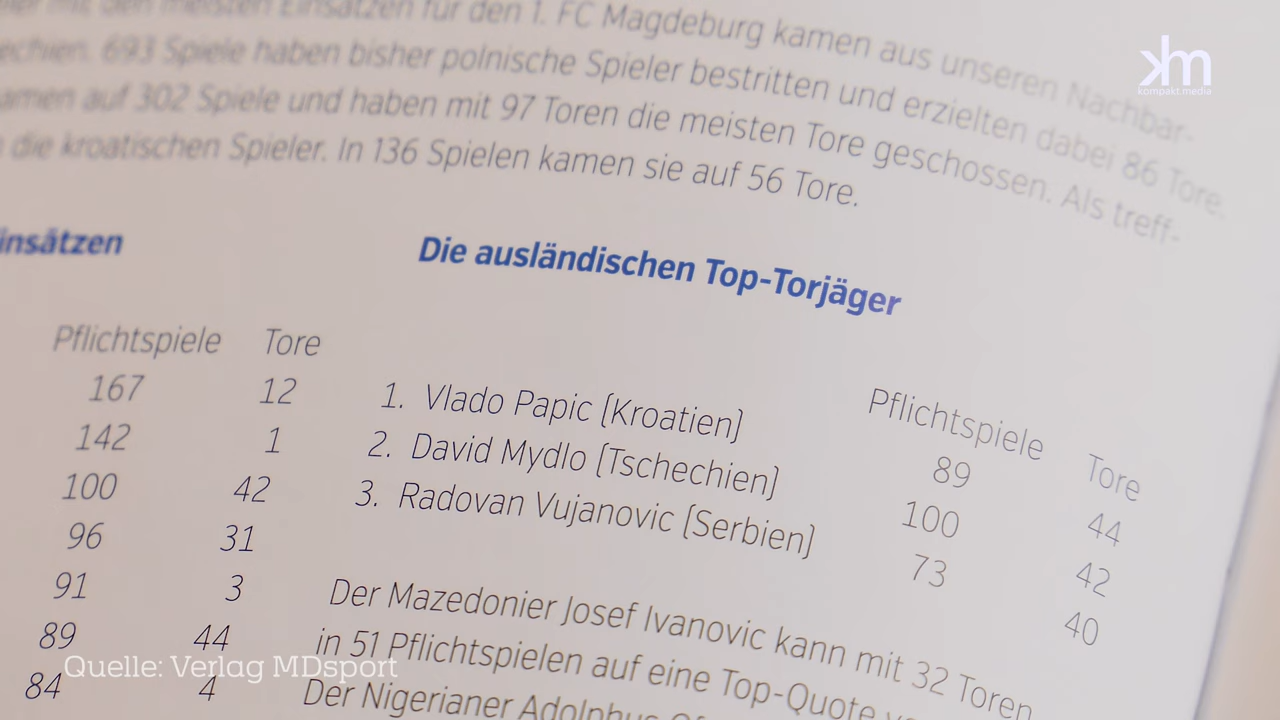 mit den meisten Einsätzen für den 1. FC Magdeburg kamen aus unseren Nachbar-
693 Spiele haben bisher polnische Spieler bestritten und erzielten dabei 86 Tore.
auf 302 Spiele und haben mit 97 Toren die meisten Tore geschossen. Als treff-
die kroatischen Spieler. In 136 Spielen kamen sie auf 56 Tore.
insätzen
Pflichtspiele Tore
167 12
142 1
100 42
96 31
91 3
89 44
84 4
Die ausländischen Top-Torjäger
Pflichtspiele Tore
1. Vlado Papic (Kroatien) 89 44
2. David Mydlo (Tschechien) 100 42
3. Radovan Vujanovic (Serbien) 73 40
Der Mazedonier Josef Ivanovic kann mit 32 Toren
in 51 Pflichtspielen auf eine Top-Quote
Der Nigerianer Adolphus
km
kompakt.media
Quelle: Verlag MDsport